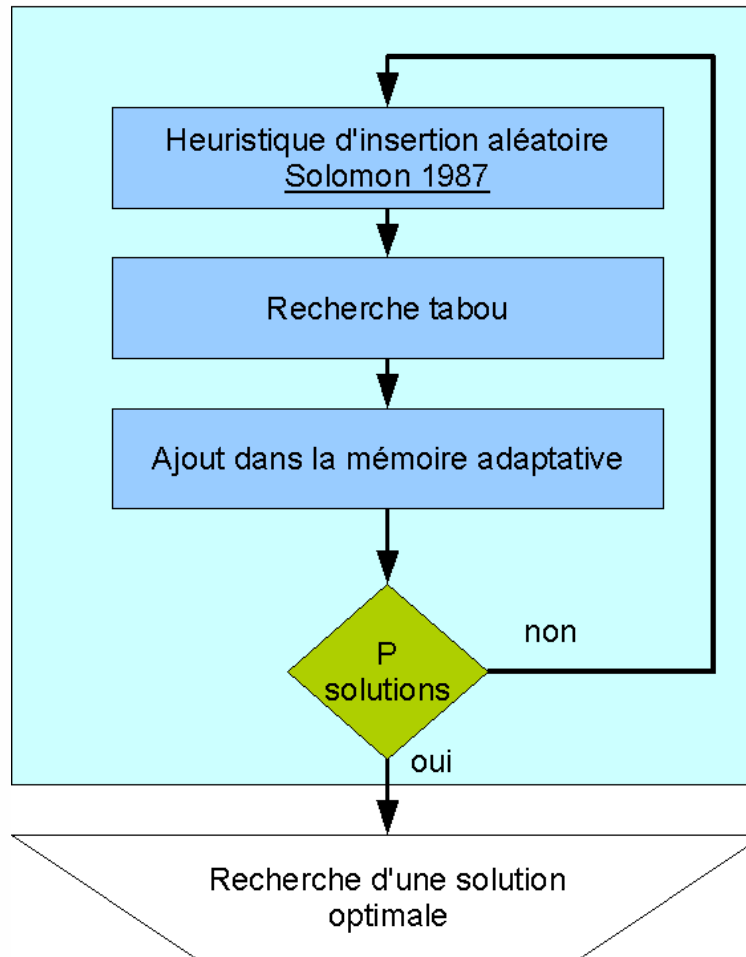 Heuristique d'insertion aléatoire
Solomon 1987
Recherche tabou
Ajout dans la mémoire adaptative
P
solutions
non
oui
Recherche d'une solution
optimale